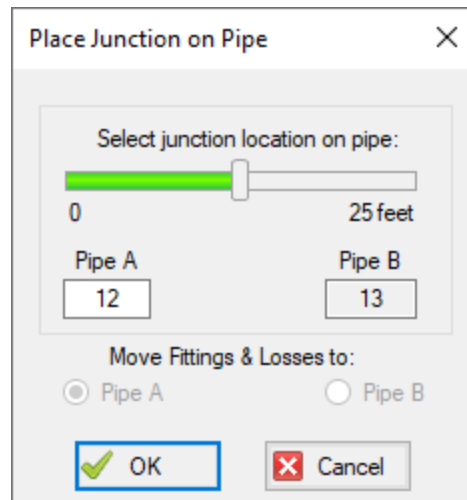 Place Junction on Pipe
Select junction location on pipe:
0 25 feet
Pipe A Pipe B
12 13
Move Fittings & Losses to:
Pipe A Pipe B
OK Cancel